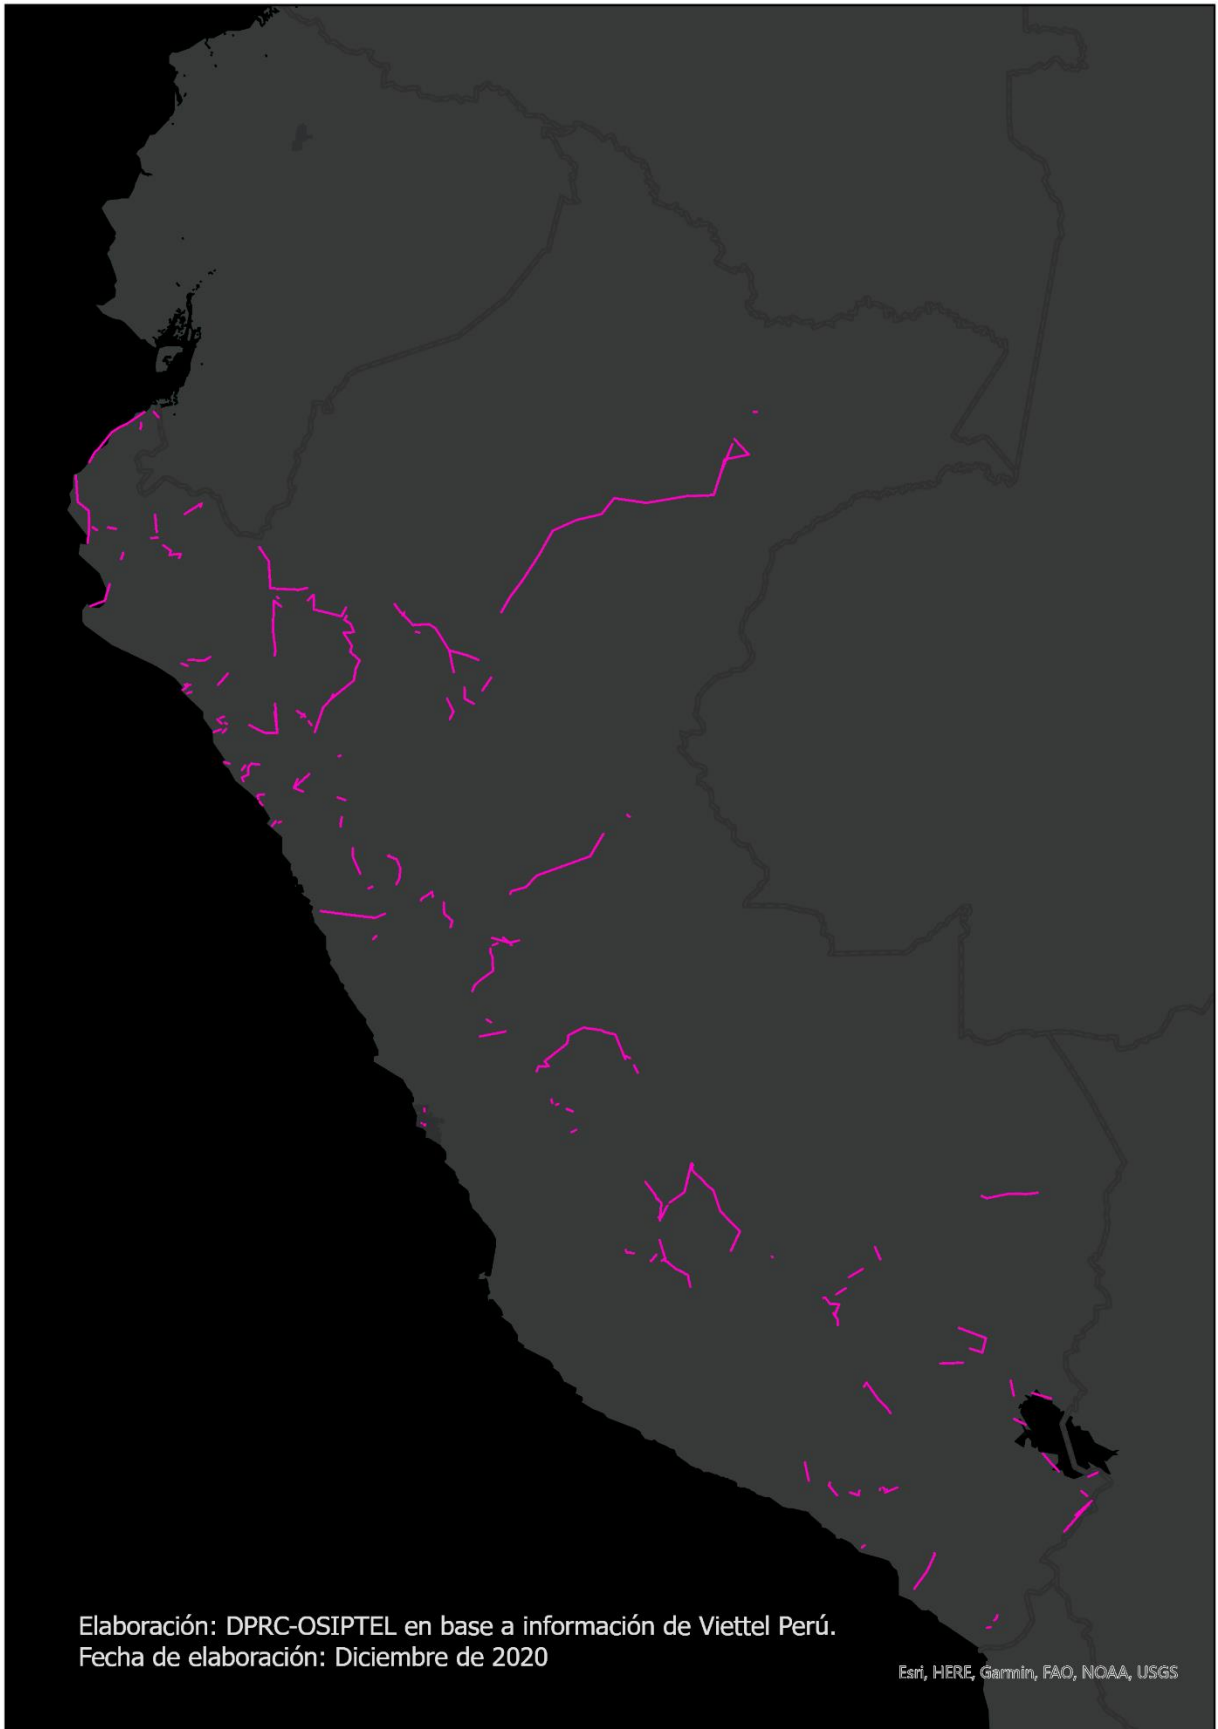 Elaboración: DPRC-OSIPTEL en base a información de Viettel Perú.
Fecha de elaboración: Diciembre de 2020
Esri, HERE, Garmin, FAO, NOAA, USGS